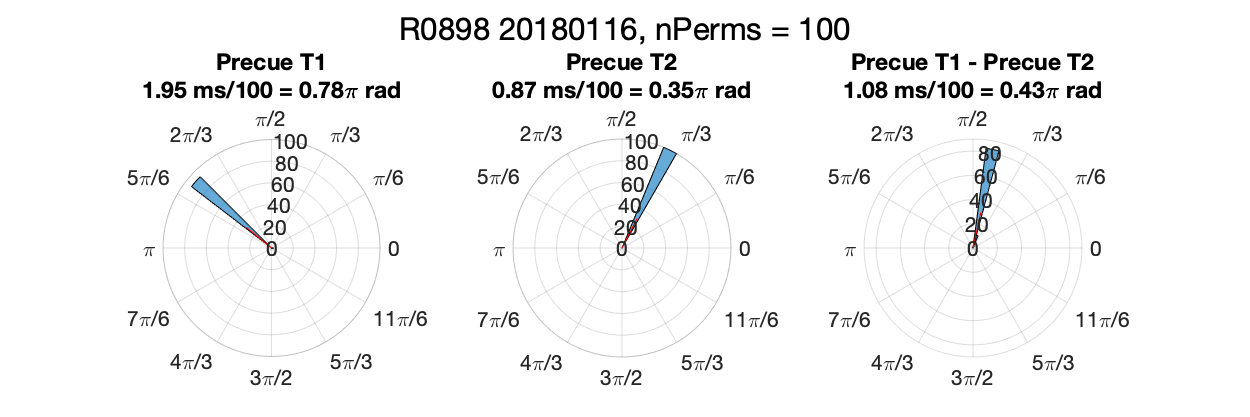 R0898 20180116, nPerms = 100
Precue T1
1.95 ms/100 = 0.78π rad
π/2
2π/3
π/3
5π/6
π/6
π
0
7π/6
11π/6
4π/3
5π/3
3π/2
100
80
60
40
20
0
Precue T2
0.87 ms/100 = 0.35π rad
π/2
2π/3
π/3
5π/6
π/6
π
0
7π/6
11π/6
4π/3
5π/3
3π/2
100
80
60
40
20
0
Precue T1 - Precue T2
1.08 ms/100 = 0.43π rad
π/2
2π/3
π/3
5π/6
π/6
π
0
7π/6
11π/6
4π/3
5π/3
3π/2
80
60
40
20
0